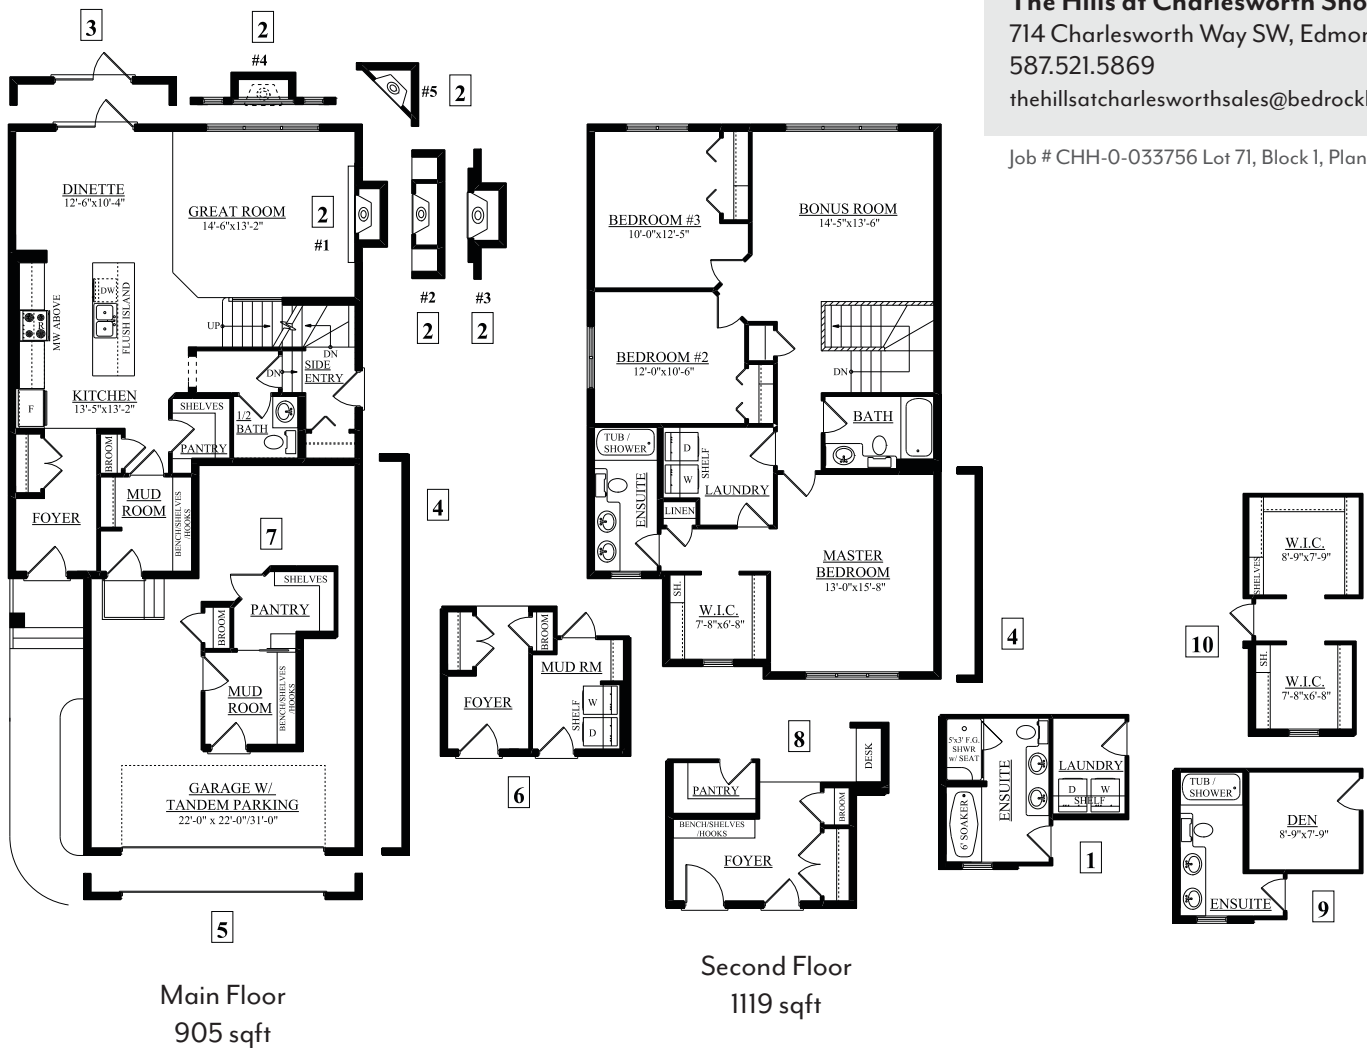 The Hills at Charlesworth Sho
714 Charlesworth Way SW, Edmon
587.521.5869
thehillsatcharlesworthsales@bedrockh
Job # CHH-0-033756 Lot 71, Block 1, Plan
3
2
#4
#5
2
DINETTE
12'-6"x10'-4"
GREAT ROOM
14'-6"x13'-2"
2
#1
#2
2
#3
2
MW ABOVE
DW
FLUSH ISLAND
R
UP
DN
DN
SIDE
ENTRY
KITCHEN
13'-5"x13'-2"
F
SHELVES
PANTRY
1/2
BATH
BROOM
MUD
ROOM
BENCH/SHELVES
/HOOKS
FOYER
7
4
SHELVES
PANTRY
BROOM
MUD
ROOM
BENCH/SHELVES
/HOOKS
GARAGE W/
TANDEM PARKING
22'-0" x 22'-0"/31'-0"
5
Main Floor
905 sqft
BEDROOM #3
10'-0"x12'-5"
BONUS ROOM
14'-5"x13'-6"
BEDROOM #2
12'-0"x10'-6"
DN
BATH
TUB /
SHOWER
ENSUITE
D
W
SHELF
LAUNDRY
LINEN
MASTER
BEDROOM
13'-0"x15'-8"
SH.
W.I.C.
7'-8"x6'-8"
4
BROOM
MUD RM
FOYER
SHELF
W
D
6
8
DESK
PANTRY
BROOM
BENCH/SHELVES
/HOOKS
FOYER
Second Floor
1119 sqft
5'x3' F.G.
SHWR
w/ SEAT
ENSUITE
6' SOAKER
LAUNDRY
D
W
SHELF
1
W.I.C.
8'-9"x7'-9"
SHELVES
10
SH.
W.I.C.
7'-8"x6'-8"
TUB /
SHOWER
DEN
8'-9"x7'-9"
ENSUITE
9